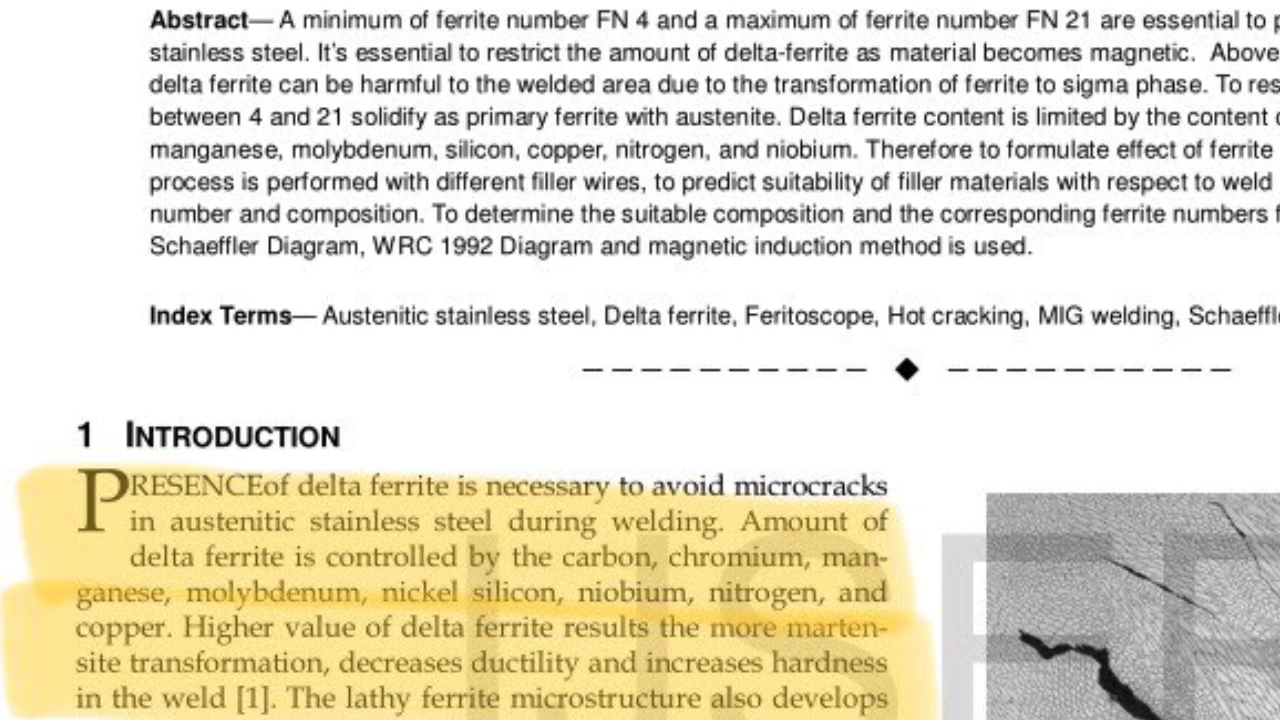 Abstract— A minimum of ferrite number FN 4 and a maximum of ferrite number FN 21 are essential to
stainless steel. It's essential to restrict the amount of delta-ferrite as material becomes magnetic. Above
delta ferrite can be harmful to the welded area due to the transformation of ferrite to sigma phase. To
between 4 and 21 solidify as primary ferrite with austenite. Delta ferrite content is limited by the content
manganese, molybdenum, silicon, copper, nitrogen, and niobium. Therefore to formulate effect of ferrite
process is performed with different filler wires, to predict suitability of filler materials with respect to weld
number and composition. To determine the suitable composition and the corresponding ferrite numbers
Schaeffler Diagram, WRC 1992 Diagram and magnetic induction method is used.
Index Terms— Austenitic stainless steel, Delta ferrite, Feritoscope, Hot cracking, MIG welding,
1 INTRODUCTION
PRESENCEof delta ferrite is necessary to avoid microcracks
in austenitic stainless steel during welding. Amount of
delta ferrite is controlled by the carbon, chromium, man-
ganese, molybdenum, nickel silicon, niobium, nitrogen, and
copper. Higher value of delta ferrite results the more marten-
site transformation, decreases ductility and increases hardness
in the weld [1]. The lathy ferrite microstructure also develops